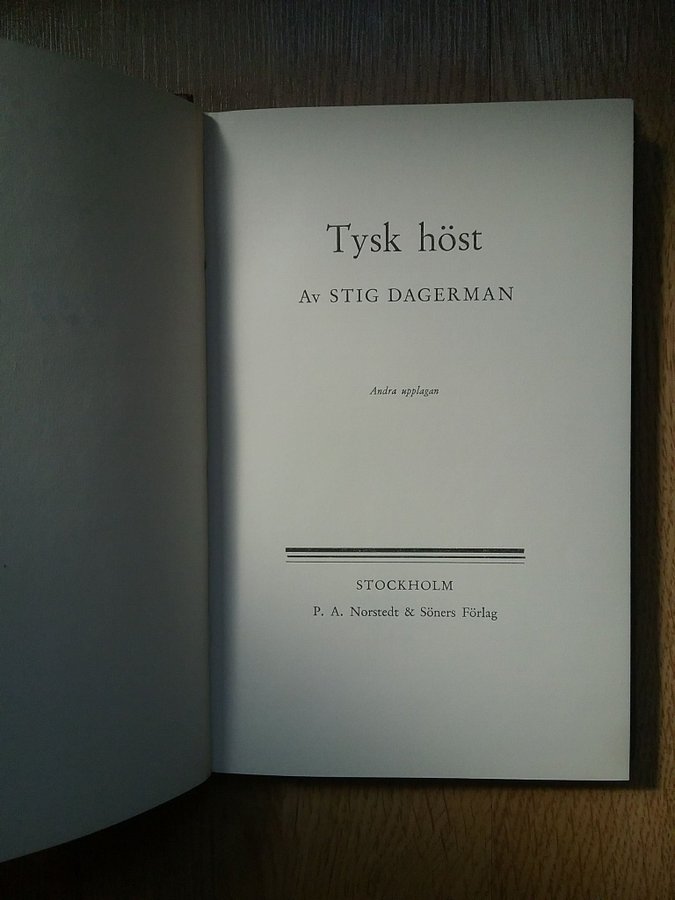 Tysk höst
Av STIG DAGERMAN
Andra upplagan
STOCKHOLM
P. A. Norstedt & Söners Förlag